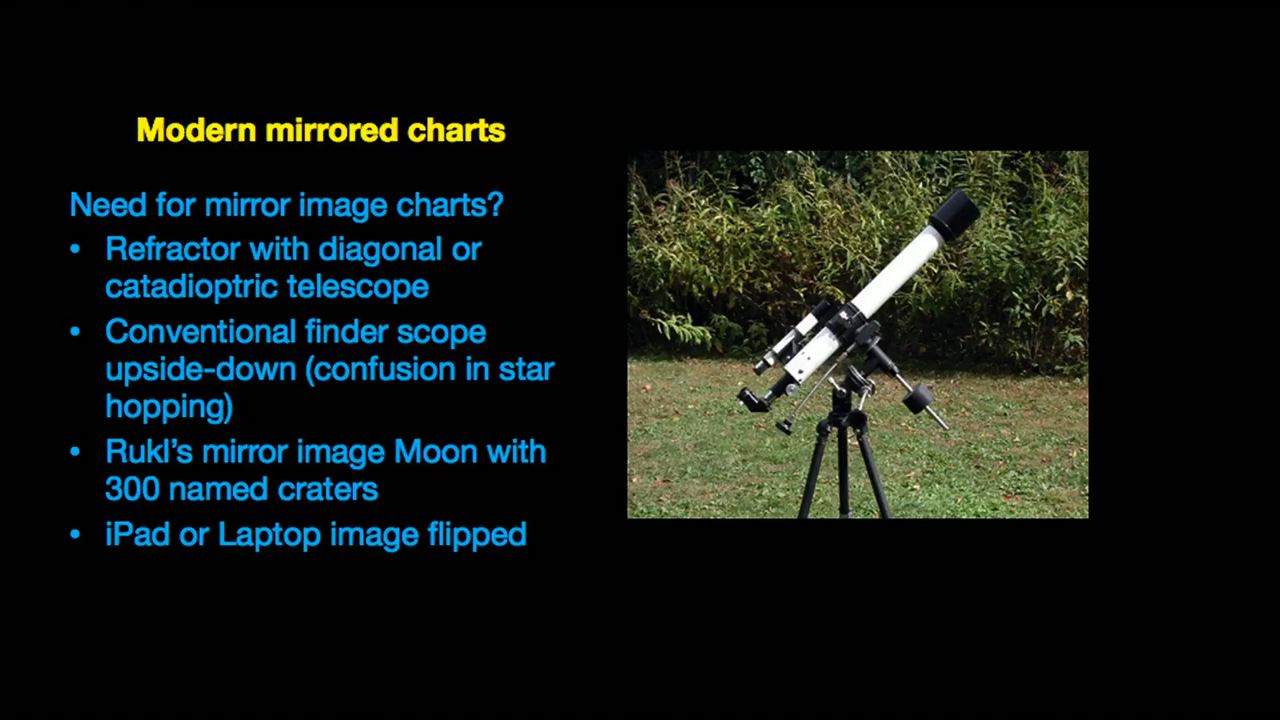 Modern mirrored charts
Need for mirror image charts?
• Refractor with diagonal or
catadioptric telescope
• Conventional finder scope
upside-down (confusion in star
hopping)
• Rukl’s mirror image Moon with
300 named craters
• iPad or Laptop image flipped